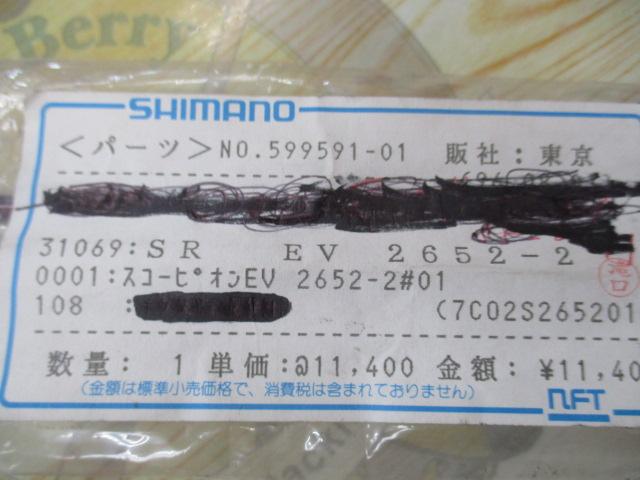 Berry
SHIMANO
＜パーツ＞NO.599591-01 販社：東京
31069:SR EV 2652-2
滝口
0001:ｽｺｰﾋﾟｵﾝEV 2652-2#01
108 : (7C02S265201
数量: 1 単価:@11,400 金額: ¥11,40
(金額は標準小売価格で、消費税は含まれておりません)
NFT